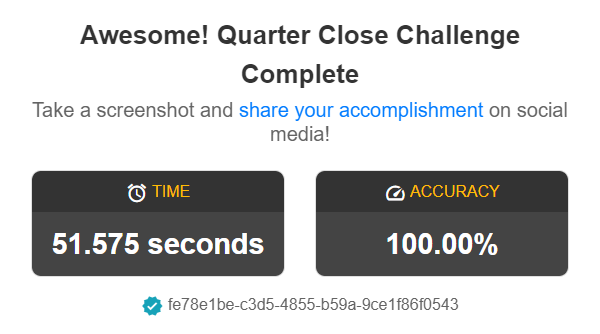 Awesome! Quarter Close Challenge
Complete
Take a screenshot and share your accomplishment on social
media!
TIME
51.575 seconds
ACCURACY
100.00%
fe78e1be-c3d5-4855-b59a-9ce1f86f0543